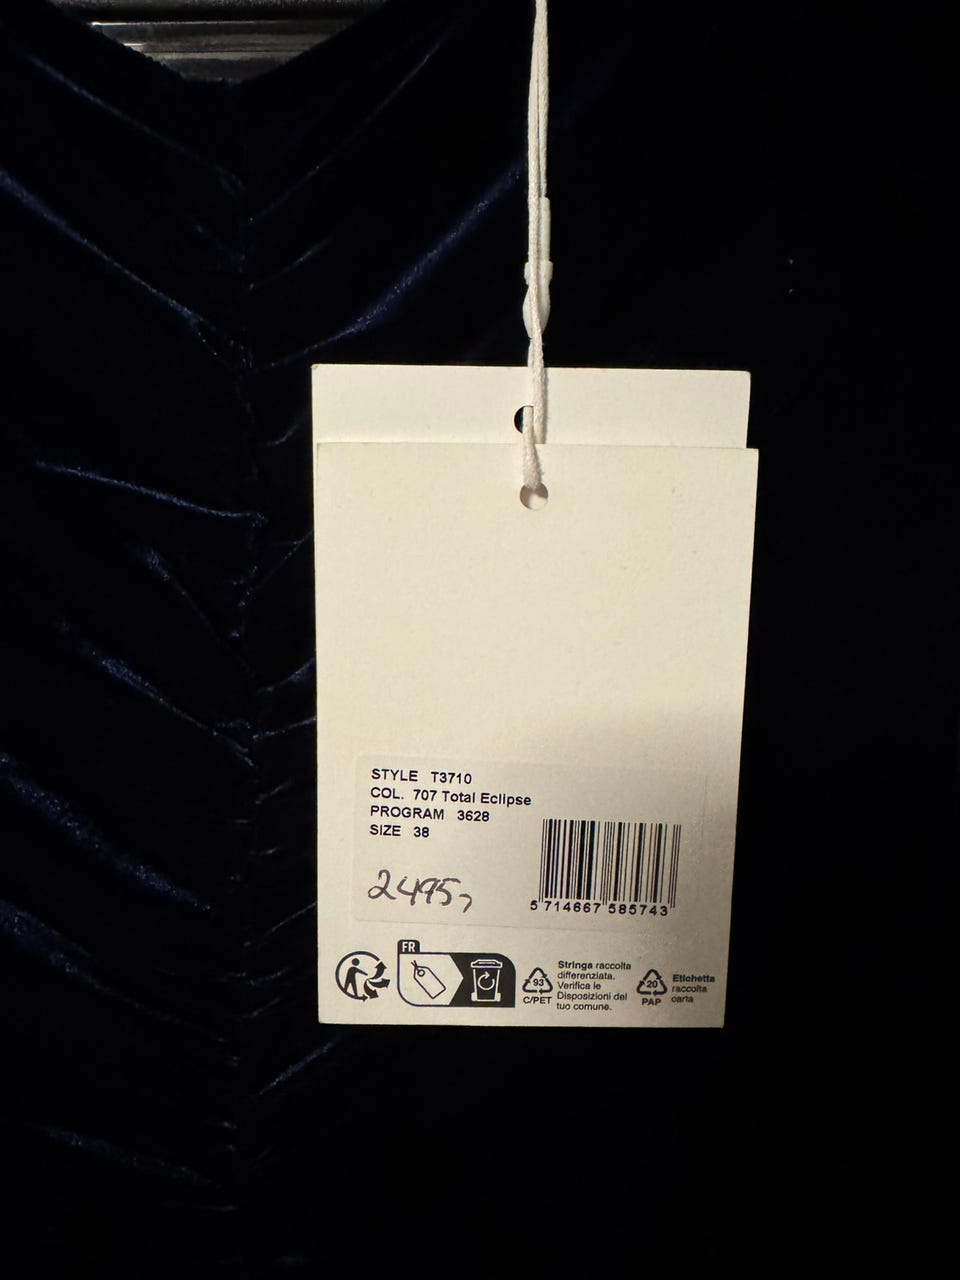 STYLE T3710
COL. 707 Total Eclipse
PROGRAM 3628
SIZE 38
2495,
5 714667 585743
FR
93
C/PET
Stringa raccolta
differenziata.
Verifica le
Disposizioni del
tuo comune.
20
PAP
Etichetta
raccolta
carta